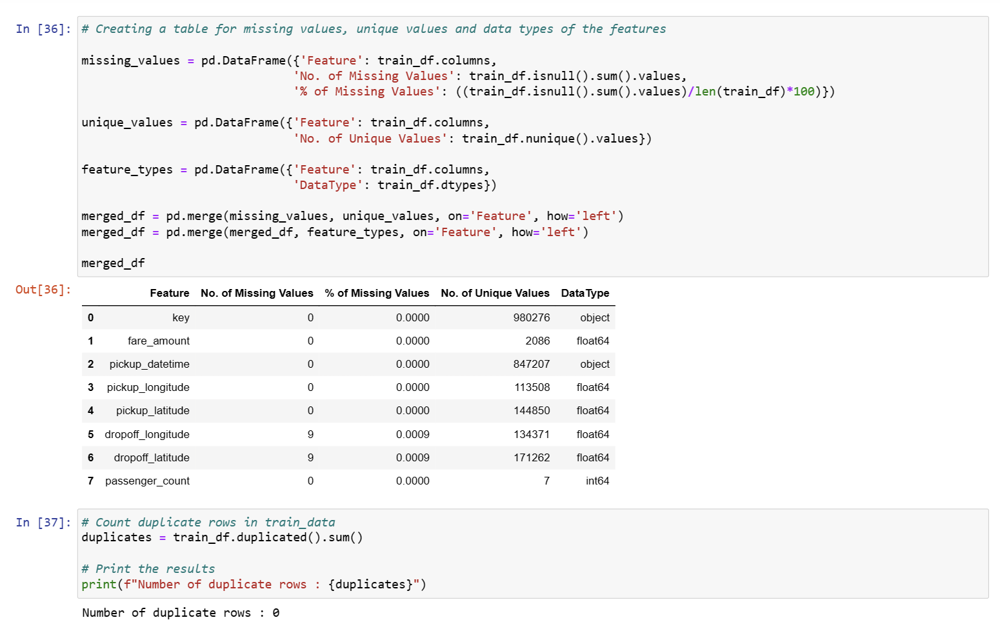 In [36]:
# Creating a table for missing values, unique values and data types of the features
missing_values = pd.DataFrame({'Feature': train_df.columns,
'No. of Missing Values': train_df.isnull().sum().values,
'% of Missing Values': ((train_df.isnull().sum().values)/len(train_df)*100)})
unique_values = pd.DataFrame({'Feature': train_df.columns,
'No. of Unique Values': train_df.nunique().values})
feature_types = pd.DataFrame({'Feature': train_df.columns,
'DataType': train_df.dtypes})
merged_df = pd.merge(missing_values, unique_values, on='Feature', how='left')
merged_df = pd.merge(merged_df, feature_types, on='Feature', how='left')
merged_df
Out[36]:
Feature No. of Missing Values % of Missing Values No. of Unique Values DataType
0 key 0 0.0000 980276 object
1 fare_amount 0 0.0000 2086 float64
2 pickup_datetime 0 0.0000 847207 object
3 pickup_longitude 0 0.0000 113508 float64
4 pickup_latitude 0 0.0000 144850 float64
5 dropoff_longitude 9 0.0009 134371 float64
6 dropoff_latitude 9 0.0009 171262 float64
7 passenger_count 0 0.0000 7 int64
In [37]:
# Count duplicate rows in train_data
duplicates = train_df.duplicated().sum()
# Print the results
print(f"Number of duplicate rows : {duplicates}")
Number of duplicate rows : 0